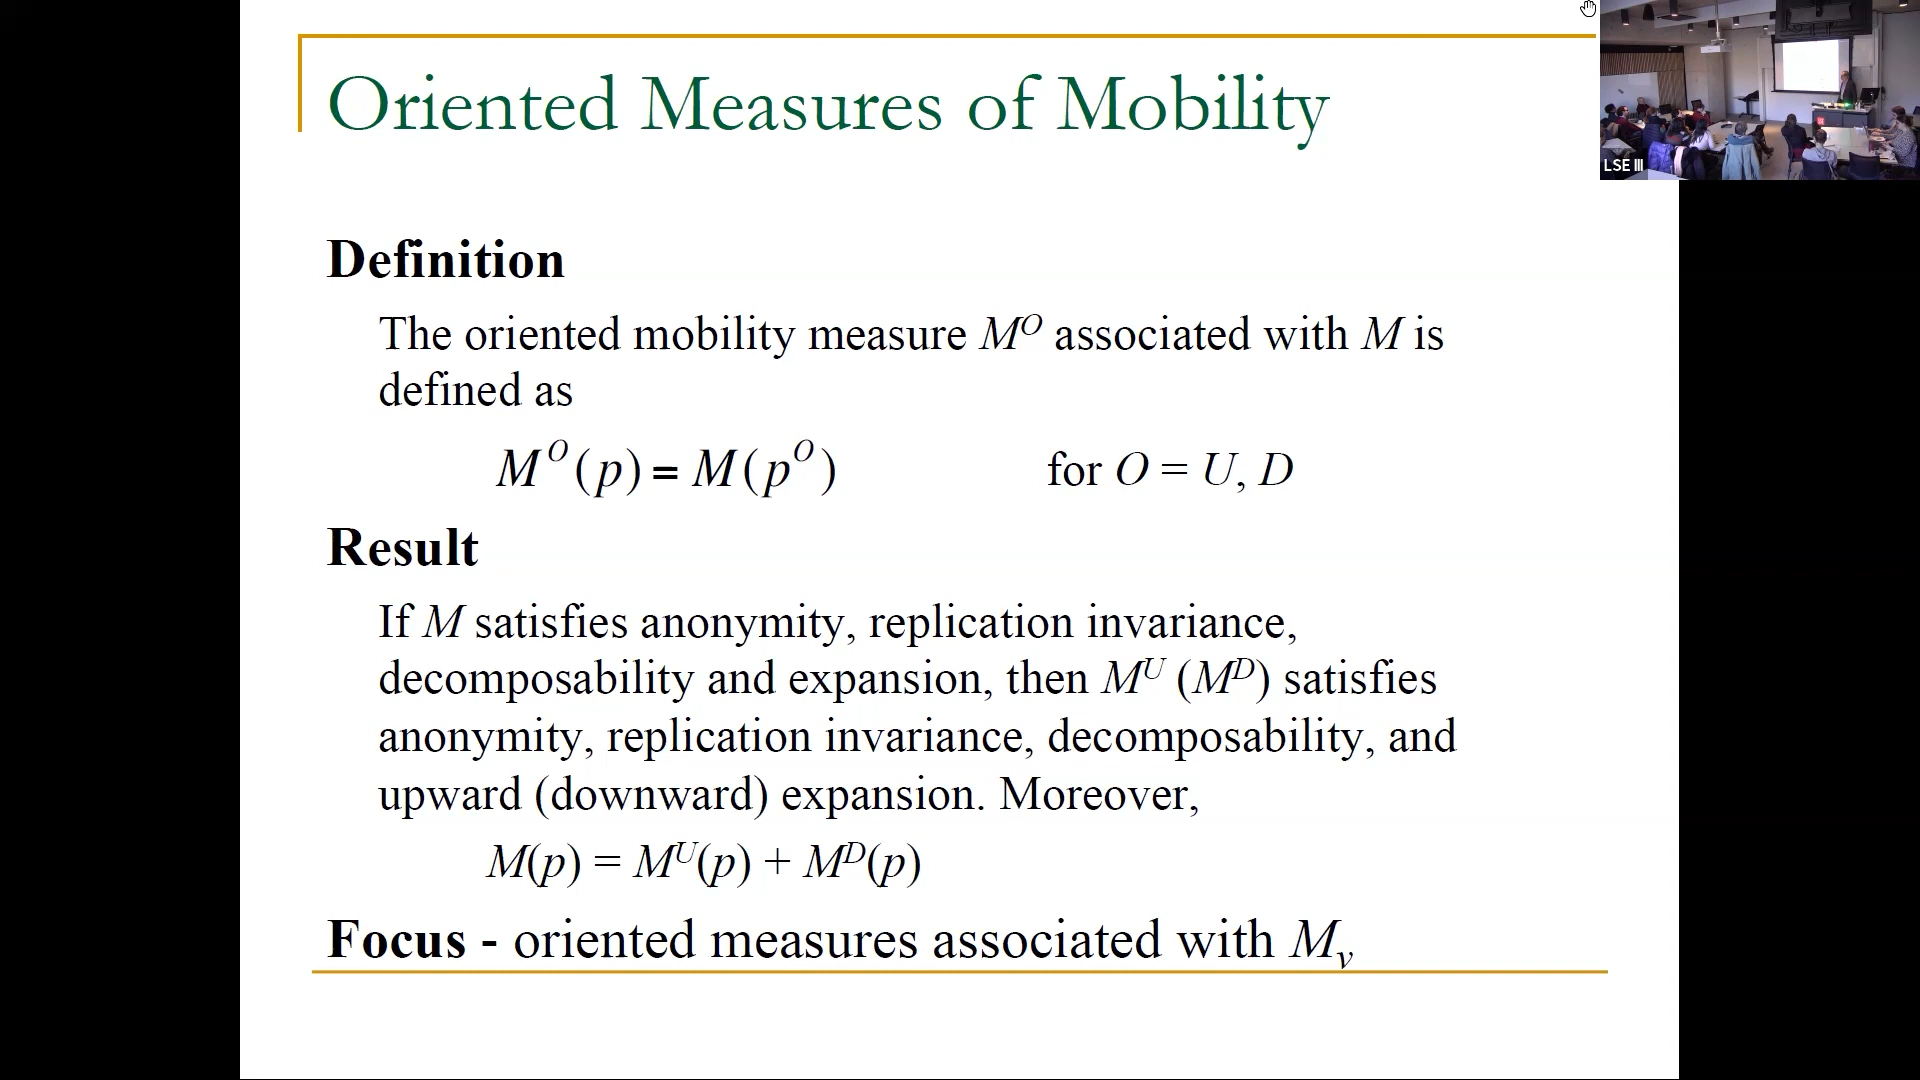 Oriented Measures of Mobility
LSE III
Definition
The oriented mobility measure M^O associated with M is
defined as
M^O(p) = M(p^O) for O = U, D
Result
If M satisfies anonymity, replication invariance,
decomposability and expansion, then M^U (M^D) satisfies
anonymity, replication invariance, decomposability, and
upward (downward) expansion. Moreover,
M(p) = M^U(p) + M^D(p)
Focus - oriented measures associated with M_v